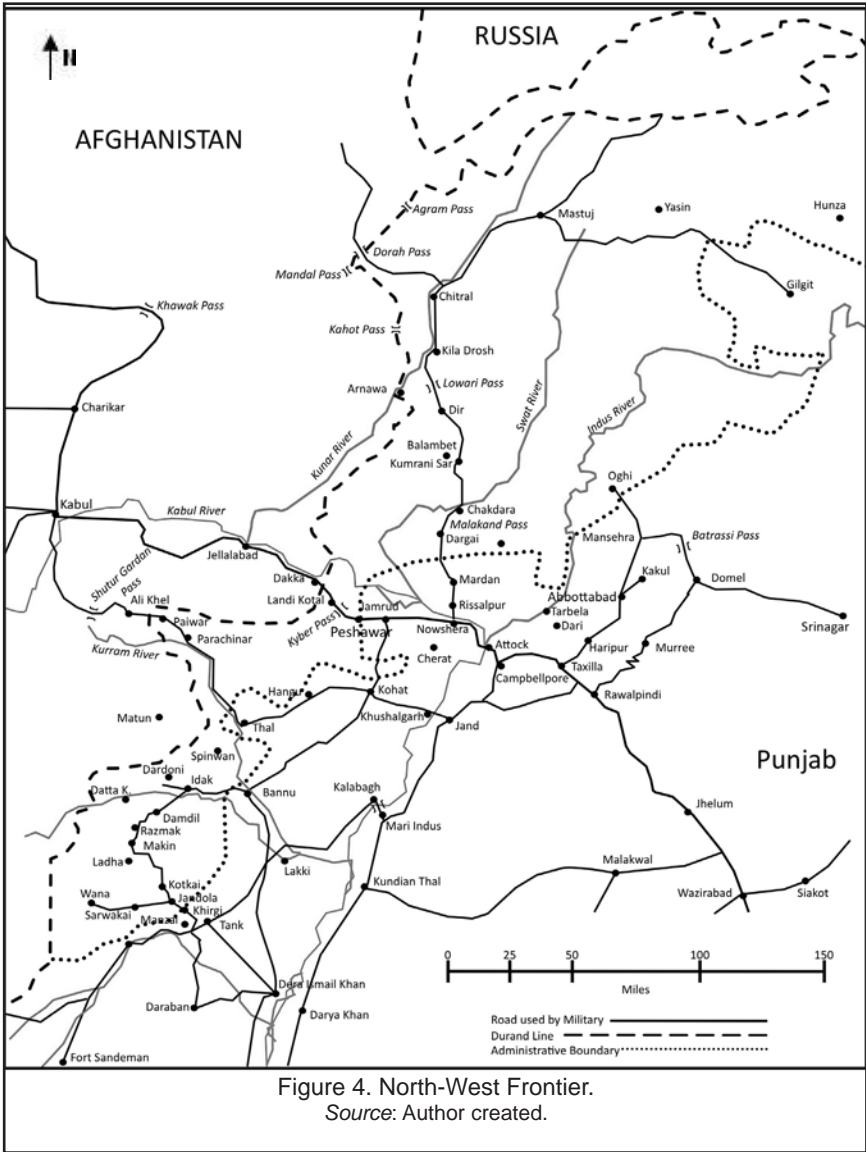 RUSSIA
N
AFGHANISTAN
Agram Pass
Mastuj
Yasin
Hunza
Dorah Pass
Mandal Pass
Gilgit
Chitral
Khawak Pass
Kahot Pass
Kila Drosh
Arnawa
Lowari Pass
Charikar
Dir
Swat River
Indus River
Kunar River
Balambet
Kumrani Sar
Oghi
Kabul
Kabul River
Chakdara
Malakand Pass
Dargai
Mansehra
Batrassi Pass
Jellalabad
Shutur Gardan
Pass
Dakka
Mardan
Kakul
Domel
Ali Khel
Landi Kotal
Abbottabad
Paiwar
Kyber Pass
Jamrud
Rissalpur
Tarbela
Srinagar
Peshawar
Nowshera
Dari
Parachinar
Attock
Haripur
Murree
Kurram River
Cherat
Campbellpore
Taxilla
Hangu
Kohat
Rawalpindi
Matun
Thal
Khushalgarh
Jand
Spinwan
Punjab
Dardoni
Idak
Datta K.
Bannu
Kalabagh
Damdil
Jhelum
Razmak
Mari Indus
Makin
Ladha
Lakki
Malakwal
Kotkai
Kundian Thal
Wana
Jandola
Wazirabad
Siakot
Sarwakai
Khirgi
Manzai
Tank
0 25 50 100 150
Miles
Dera Ismail Khan
Daraban
Darya Khan
Road used by Military
Durand Line
Administrative Boundary
Fort Sandeman
Figure 4. North-West Frontier.
Source: Author created.